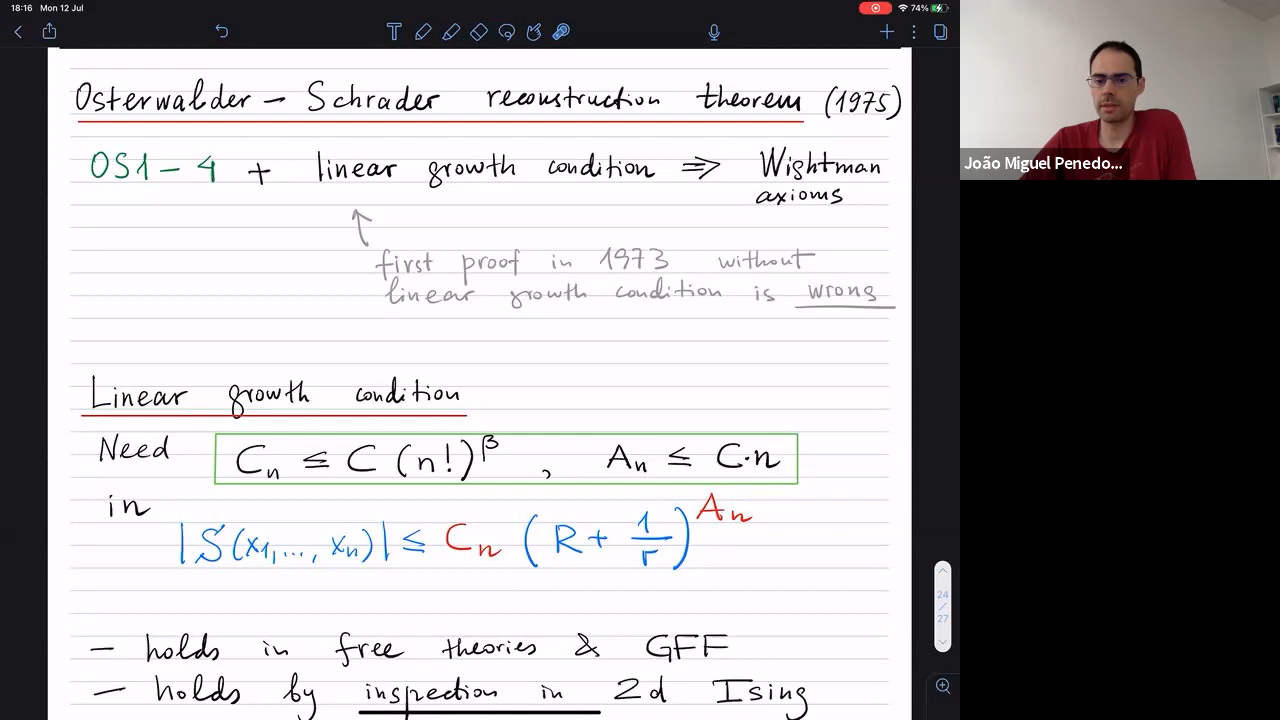 18:16 Mon 12 Jul
74%
Osterwalder - Schrader reconstruction theorem (1975)
OS1-4 + linear growth condition ⇒ Wightman
axioms
first proof in 1973 without
linear growth condition is wrong
Linear growth condition
Need Cn ≤ C (n!)^β , An ≤ C·n
in
|S(x1,..., xn)| ≤ Cn (R + 1/r)^An
- holds in free theories & GFF
- holds by inspection in 2d Ising
24
/
27
João Miguel Penedo...